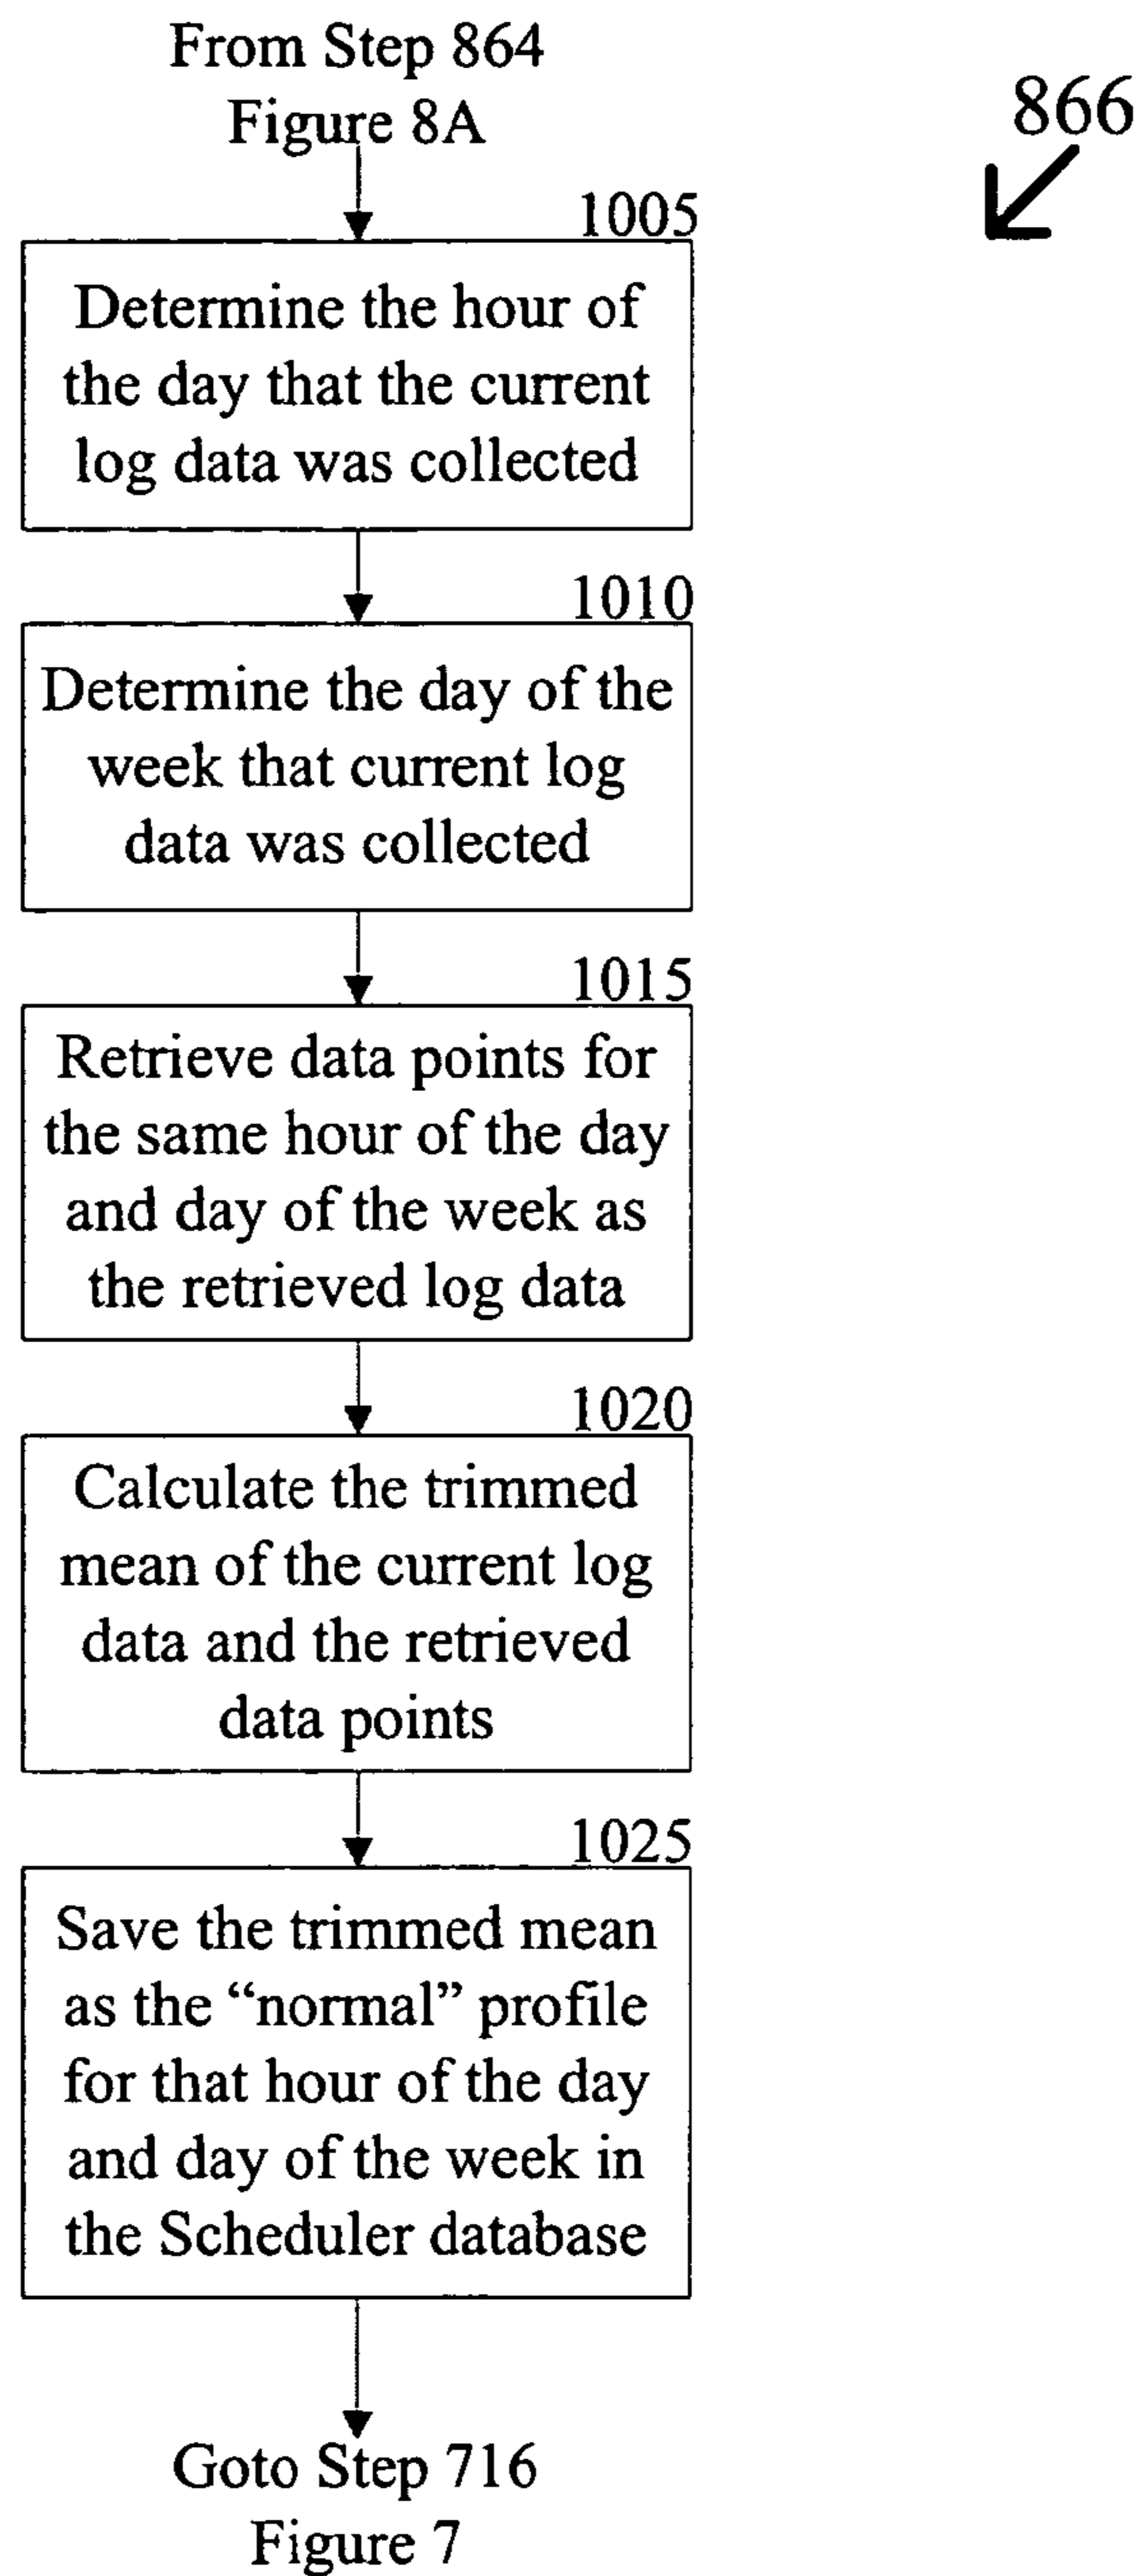 From Step 864
Figure 8A
866
1005
Determine the hour of
the day that the current
log data was collected
1010
Determine the day of the
week that current log
data was collected
1015
Retrieve data points for
the same hour of the day
and day of the week as
the retrieved log data
1020
Calculate the trimmed
mean of the current log
data and the retrieved
data points
1025
Save the trimmed mean
as the “normal” profile
for that hour of the day
and day of the week in
the Scheduler database
Goto Step 716
Figure 7